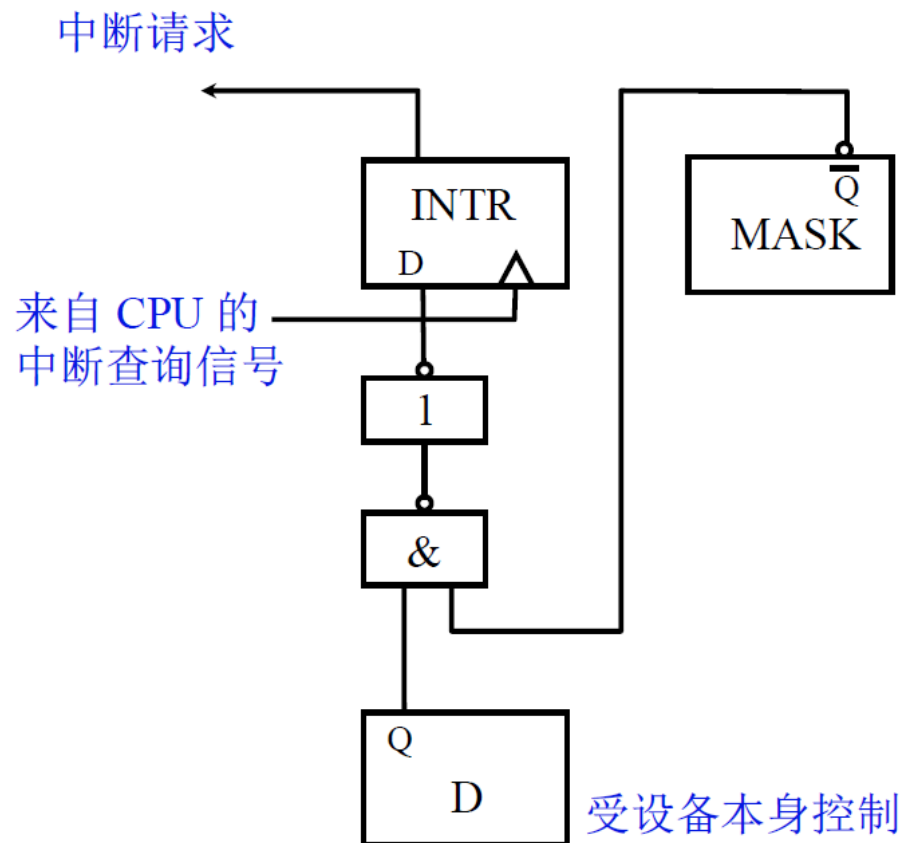 中断请求
INTR
D
Q̅
MASK
来自 CPU 的
中断查询信号
1
&
Q
D
受设备本身控制